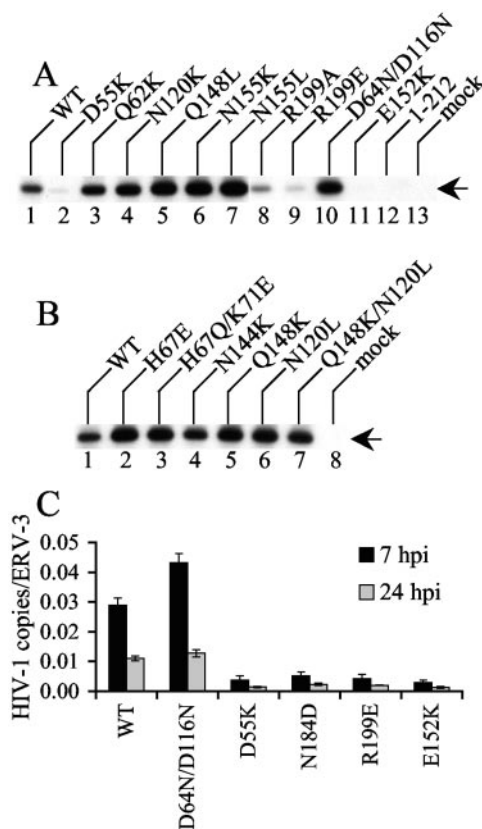 A
WT
D55K
Q62K
N120K
Q148L
N155K
N155L
R199A
R199E
D64N/D116N
E152K
1-212
mock
1 2 3 4 5 6 7 8 9 10 11 12 13
B
WT
H67E
H67Q/K71E
N144K
Q148K
N120L
Q148K/N120L
mock
1 2 3 4 5 6 7 8
C
HIV-1 copies/ERV-3
0.05
0.04
0.03
0.02
0.01
0.00
7 hpi
24 hpi
WT
D64N/D116N
D55K
N184D
R199E
E152K